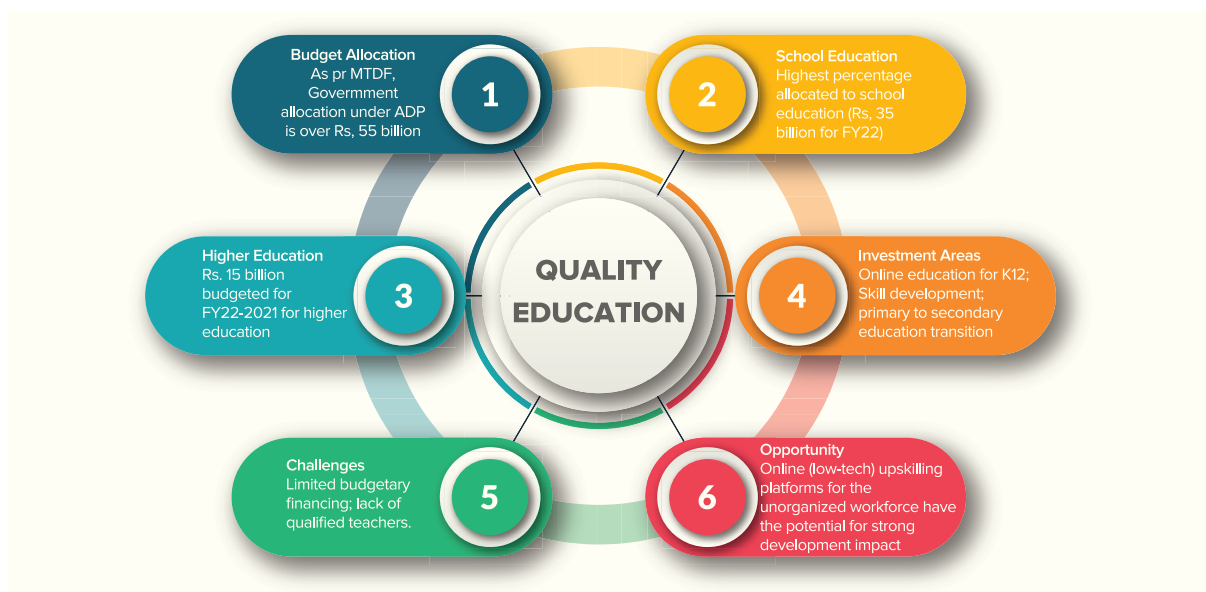 Budget Allocation
As pr MTDF,
Government
allocation under ADP
is over Rs, 55 billion
1
2
School Education
Highest percentage
allocated to school
education (Rs, 35
billion for FY22)
Higher Education
Rs. 15 billion
budgeted for
FY22-2021 for higher
education
3
QUALITY
EDUCATION
4
Investment Areas
Online education for K12;
Skill development;
primary to secondary
education transition
Challenges
Limited budgetary
financing; lack of
qualified teachers.
5
6
Opportunity
Online (low-tech) upskilling
platforms for the
unorganized workforce have
the potential for strong
development impact